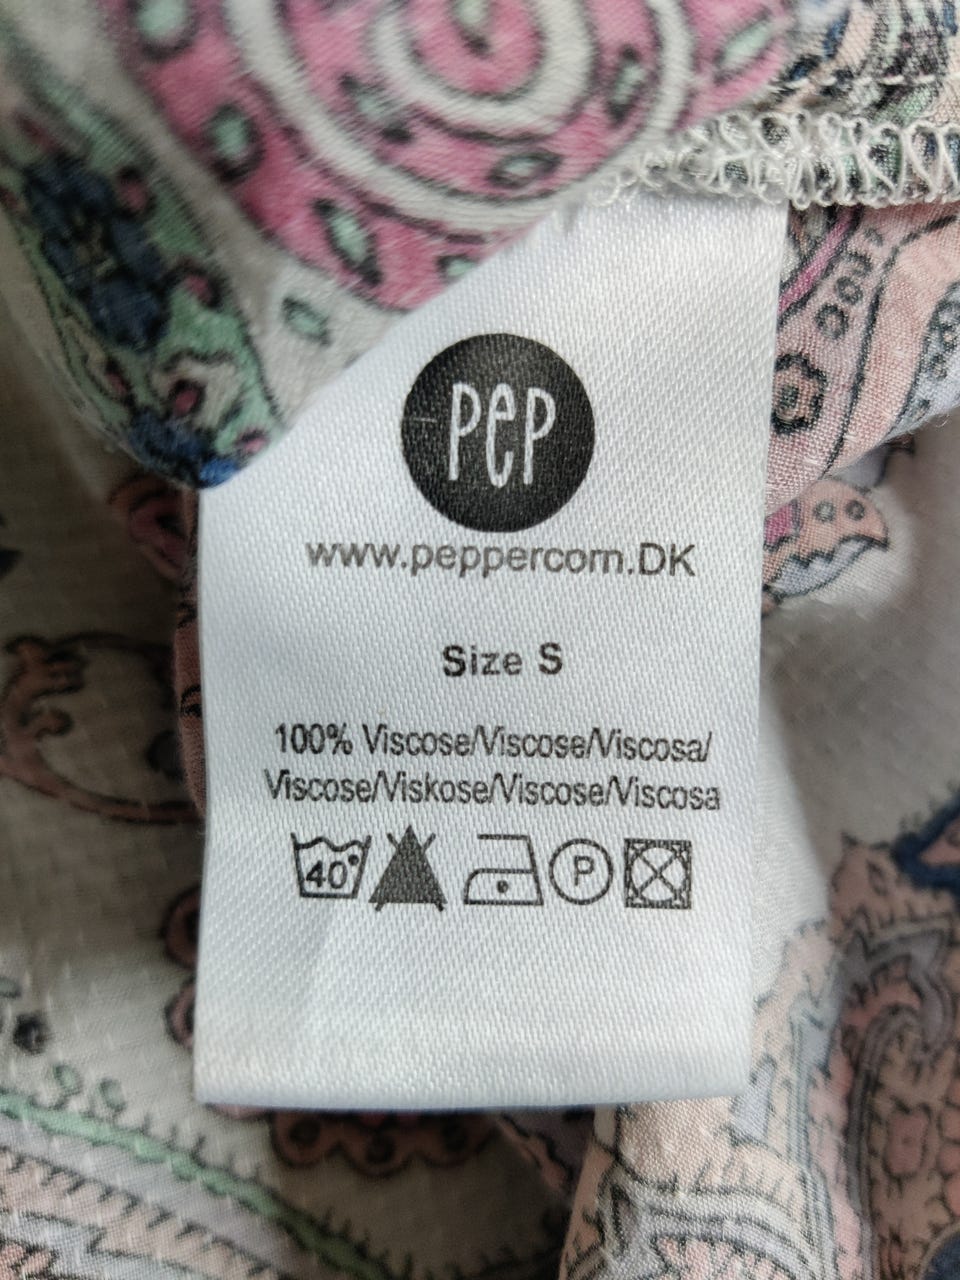 PEP
www.peppercorn.DK
Size S
100% Viscose/Viscose/Viscosa/
Viscose/Viskose/Viscose/Viscosa
40° P